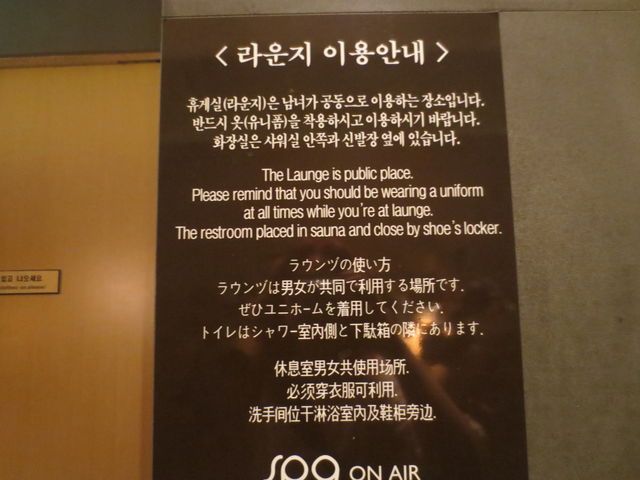 < 라운지 이용안내 >
휴게실(라운지)은 남녀가 공동으로 이용하는 장소입니다.
반드시 옷(유니폼)을 착용하시고 이용하시기 바랍니다.
화장실은 샤워실 안쪽과 신발장 옆에 있습니다.
The Launge is public place.
Please remind that you should be wearing a uniform
at all times while you're at launge.
The restroom placed in sauna and close by shoe's locker.
ラウンヅの使い方
ラウンヅは男女が共同で利用する場所です.
ぜひユニホームを着用してください.
トイレはシャワー室内側と下駄箱の隣にあります.
休息室男女共使用场所.
必须穿衣服可利用.
洗手间位干淋浴室內及鞋柜旁边.
spa ON AIR
입고 나오세요